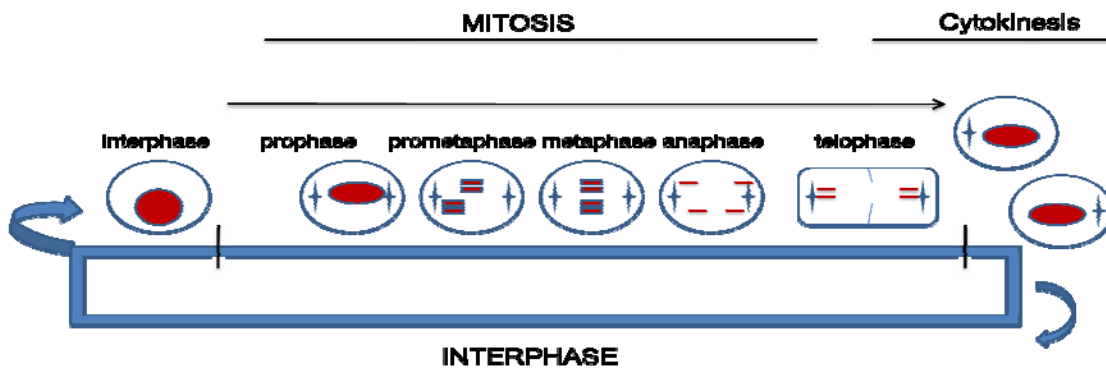 MITOSIS
Cytokinesis
interphase
prophase
prometaphase
metaphase
anaphase
telophase
INTERPHASE